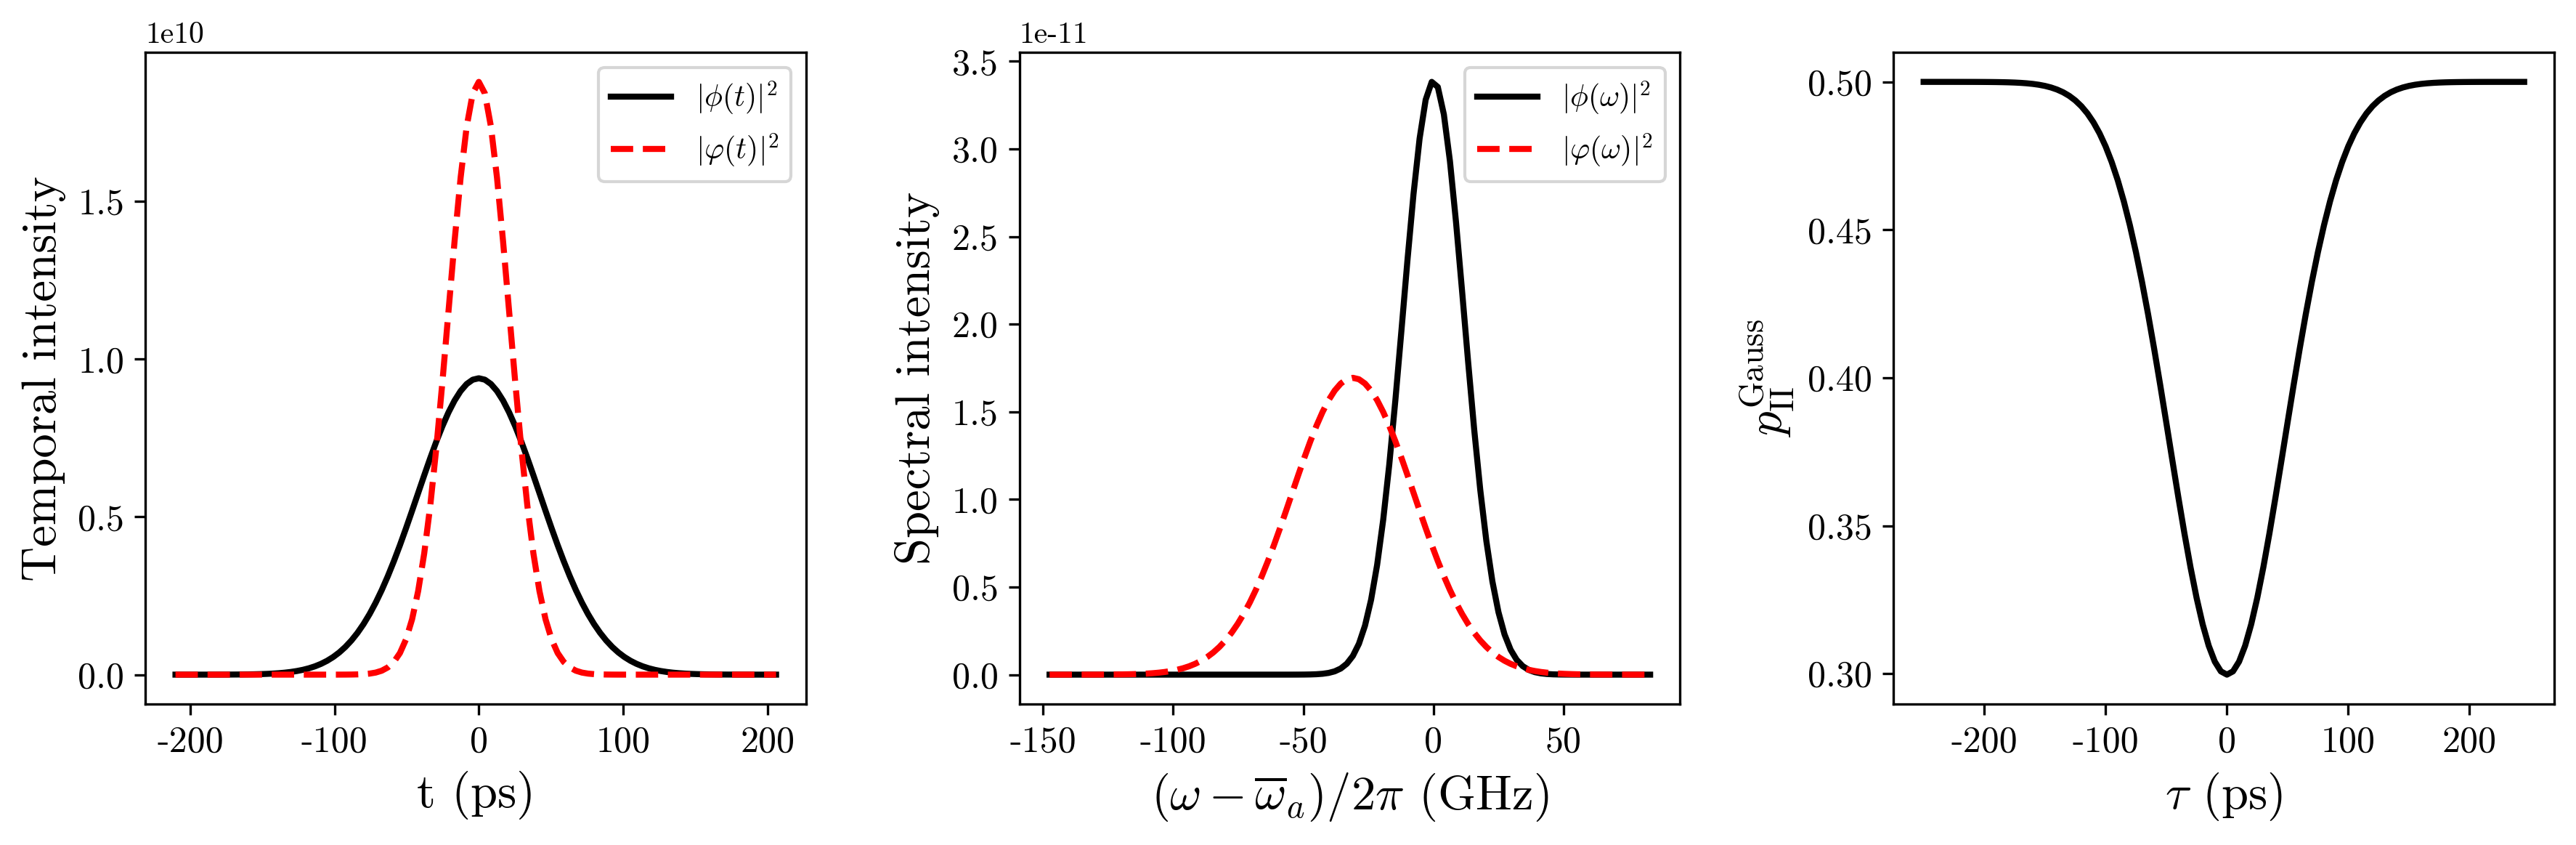 1e10
Temporal intensity
1.5
1.0
0.5
0.0
|ϕ(t)|²
|φ(t)|²
-200 -100 0 100 200
t (ps)
1e-11
Spectral intensity
3.5
3.0
2.5
2.0
1.5
1.0
0.5
0.0
|ϕ(ω)|²
|φ(ω)|²
-150 -100 -50 0 50
(ω − ω̅ₐ)/2π (GHz)
p_II^Gauss
0.50
0.45
0.40
0.35
0.30
-200 -100 0 100 200
τ (ps)